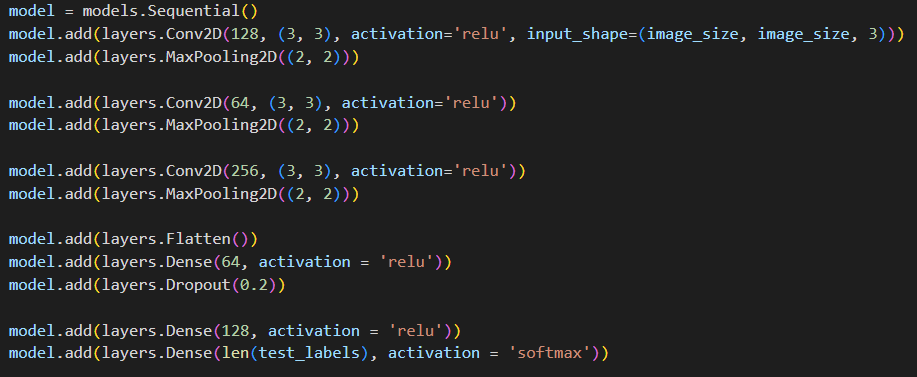 model = models.Sequential()
model.add(layers.Conv2D(128, (3, 3), activation='relu', input_shape=(image_size, image_size, 3)))
model.add(layers.MaxPooling2D((2, 2)))
model.add(layers.Conv2D(64, (3, 3), activation='relu'))
model.add(layers.MaxPooling2D((2, 2)))
model.add(layers.Conv2D(256, (3, 3), activation='relu'))
model.add(layers.MaxPooling2D((2, 2)))
model.add(layers.Flatten())
model.add(layers.Dense(64, activation = 'relu'))
model.add(layers.Dropout(0.2))
model.add(layers.Dense(128, activation = 'relu'))
model.add(layers.Dense(len(test_labels), activation = 'softmax'))